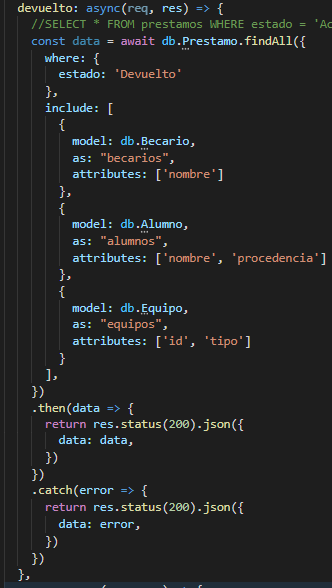 devuelto: async(req, res) => {
//SELECT * FROM prestamos WHERE estado = 'Ac
const data = await db.Prestamo.findAll({
where: {
estado: 'Devuelto'
},
include: [
{
model: db.Becario,
as: "becarios",
attributes: ['nombre']
},
{
model: db.Alumno,
as: "alumnos",
attributes: ['nombre', 'procedencia']
},
{
model: db.Equipo,
as: "equipos",
attributes: ['id', 'tipo']
}
],
})
.then(data => {
return res.status(200).json({
data: data,
})
})
.catch(error => {
return res.status(200).json({
data: error,
})
})
},